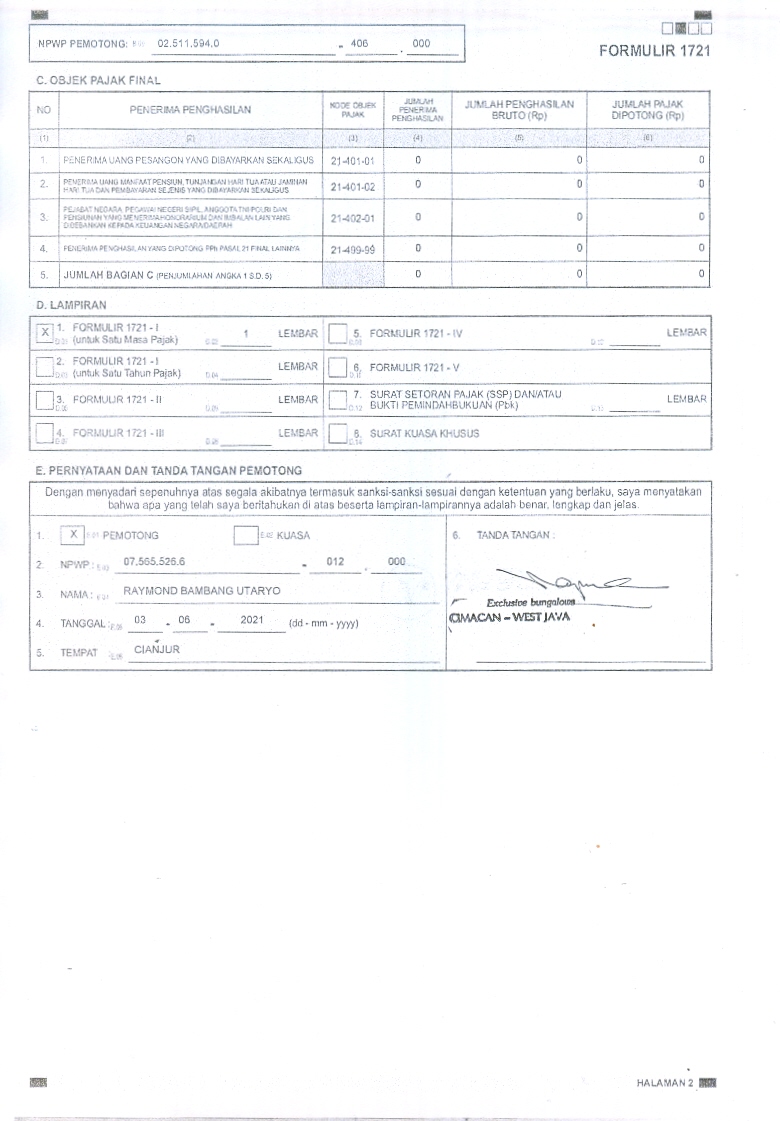 NPWP PEMOTONG: 02.511.594.0 - 406 . 000
FORMULIR 1721
C. OBJEK PAJAK FINAL
NO PENERIMA PENGHASILAN KODE OBJEK PAJAK JUMLAH PENERIMA PENGHASILAN JUMLAH PENGHASILAN BRUTO (Rp) JUMLAH PAJAK DIPOTONG (Rp)
(1) (2) (3) (4) (5) (6)
1. PENERIMA UANG PESANGON YANG DIBAYARKAN SEKALIGUS 21-401-01 0 0 0
2. PENERIMA UANG MANFAAT PENSIUN, TUNJANGAN HARI TUA ATAU JAMINAN
HARI TUA DAN PEMBAYARAN SEJENIS YANG DIBAYARKAN SEKALIGUS 21-401-02 0 0 0
3. PEJABAT NEGARA, PEGAWAI NEGERI SIPIL, ANGGOTA TNI/POLRI DAN
PENSIUNAN YANG MENERIMA HONORARIUM DAN IMBALAN LAIN YANG
DIBEBANKAN KEPADA KEUANGAN NEGARA/DAERAH 21-402-01 0 0 0
4. PENERIMA PENGHASILAN YANG DIPOTONG PPh PASAL 21 FINAL LAINNYA 21-499-99 0 0 0
5. JUMLAH BAGIAN C (PENJUMLAHAN ANGKA 1 S.D. 5) 0 0 0
D. LAMPIRAN
X 1. FORMULIR 1721 - I
(untuk Satu Masa Pajak) 1 LEMBAR
5. FORMULIR 1721 - IV LEMBAR
2. FORMULIR 1721 - I
(untuk Satu Tahun Pajak) D.04 LEMBAR
6. FORMULIR 1721 - V
3. FORMULIR 1721 - II LEMBAR
7. SURAT SETORAN PAJAK (SSP) DAN/ATAU
BUKTI PEMINDAHBUKUAN (Pbk) LEMBAR
4. FORMULIR 1721 - III LEMBAR
8. SURAT KUASA KHUSUS
E. PERNYATAAN DAN TANDA TANGAN PEMOTONG
Dengan menyadari sepenuhnya atas segala akibatnya termasuk sanksi-sanksi sesuai dengan ketentuan yang berlaku, saya menyatakan
bahwa apa yang telah saya beritahukan di atas beserta lampiran-lampirannya adalah benar, lengkap dan jelas.
1. X E.01 PEMOTONG E.02 KUASA
2. NPWP : 07.565.526.6 - 012 . 000
3. NAMA : RAYMOND BAMBANG UTARYO
4. TANGGAL : 03 - 06 - 2021 (dd - mm - yyyy)
5. TEMPAT CIANJUR
6. TANDA TANGAN :
Exclusive bungalows
CIMACAN - WEST JAVA
HALAMAN 2